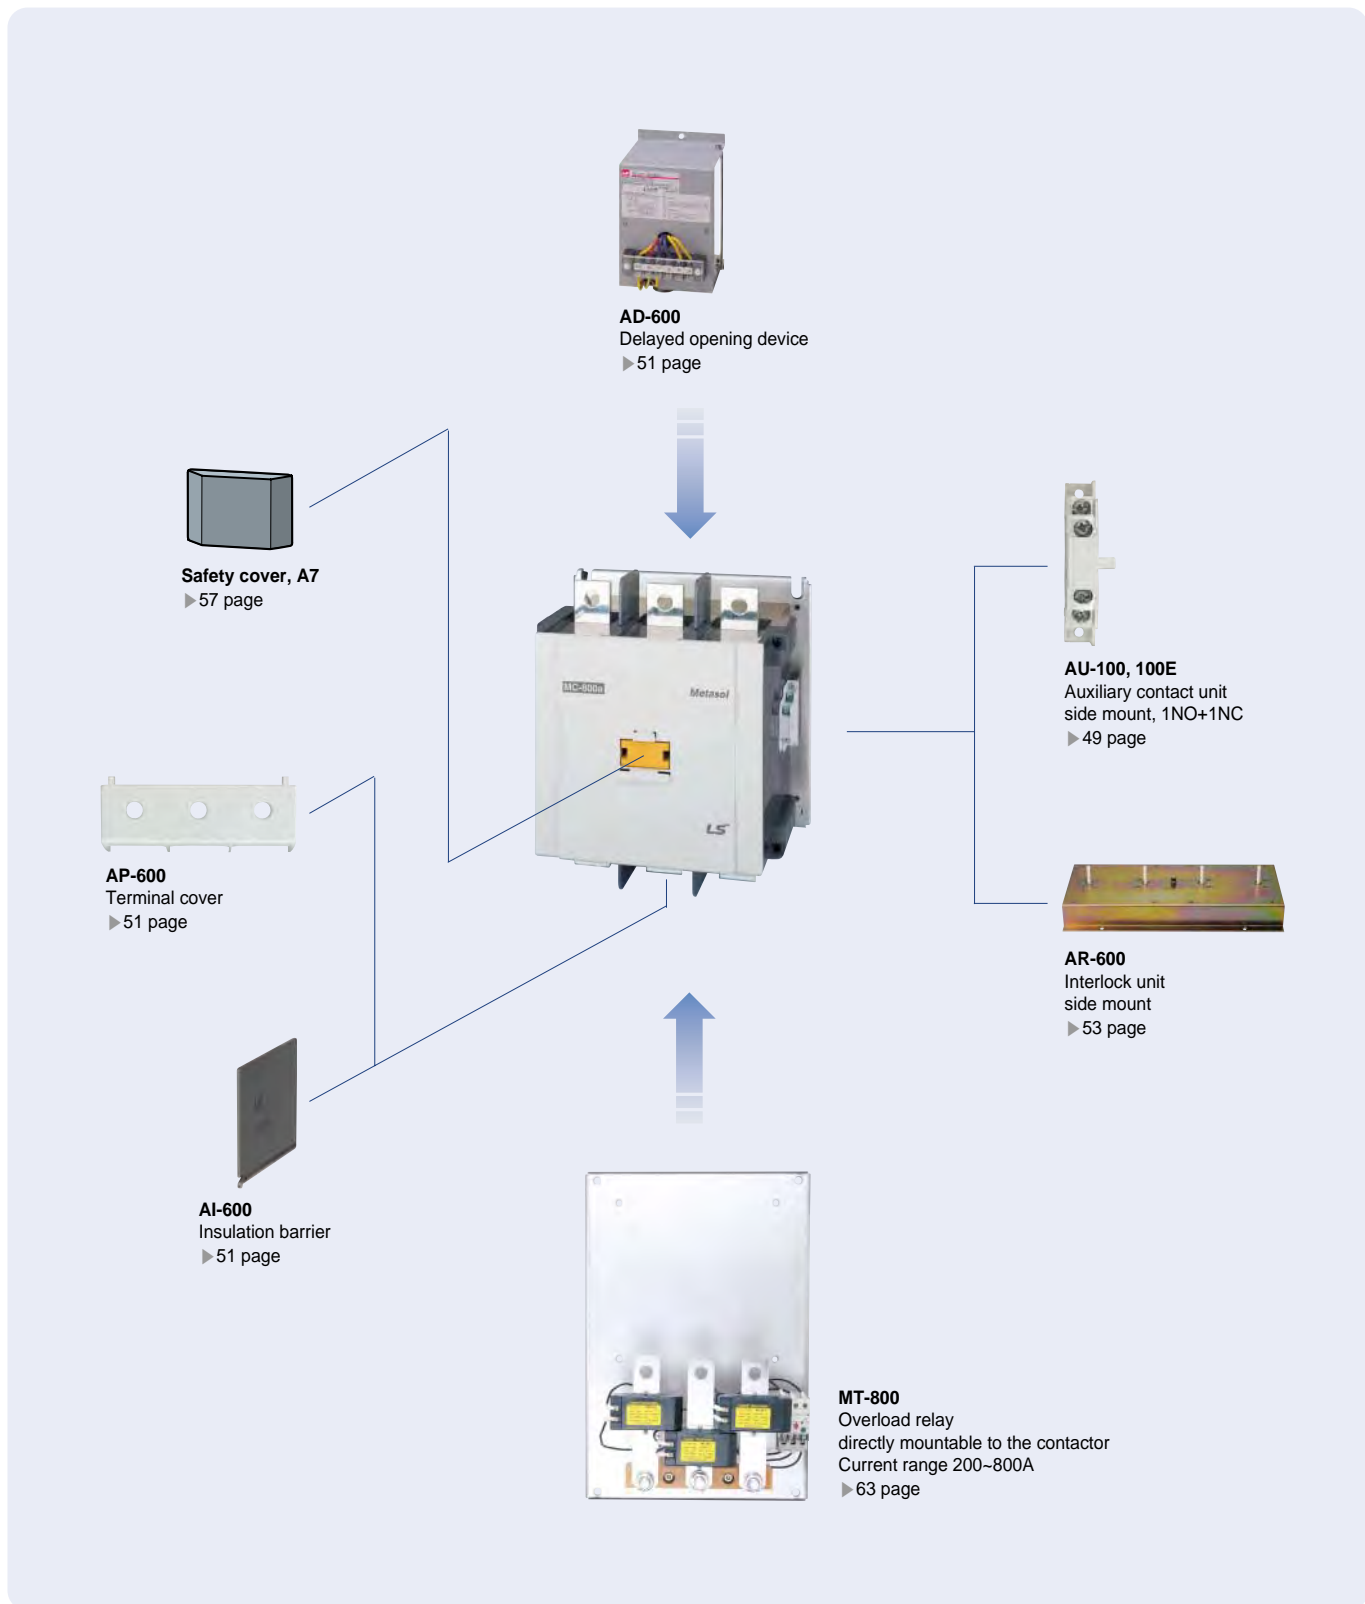 AD-600
Delayed opening device
▶51 page
Safety cover, A7
▶57 page
MC-800a
Metasol
LS
AU-100, 100E
Auxiliary contact unit
side mount, 1NO+1NC
▶49 page
AP-600
Terminal cover
▶51 page
AR-600
Interlock unit
side mount
▶53 page
AI-600
Insulation barrier
▶51 page
MT-800
Overload relay
directly mountable to the contactor
Current range 200~800A
▶63 page